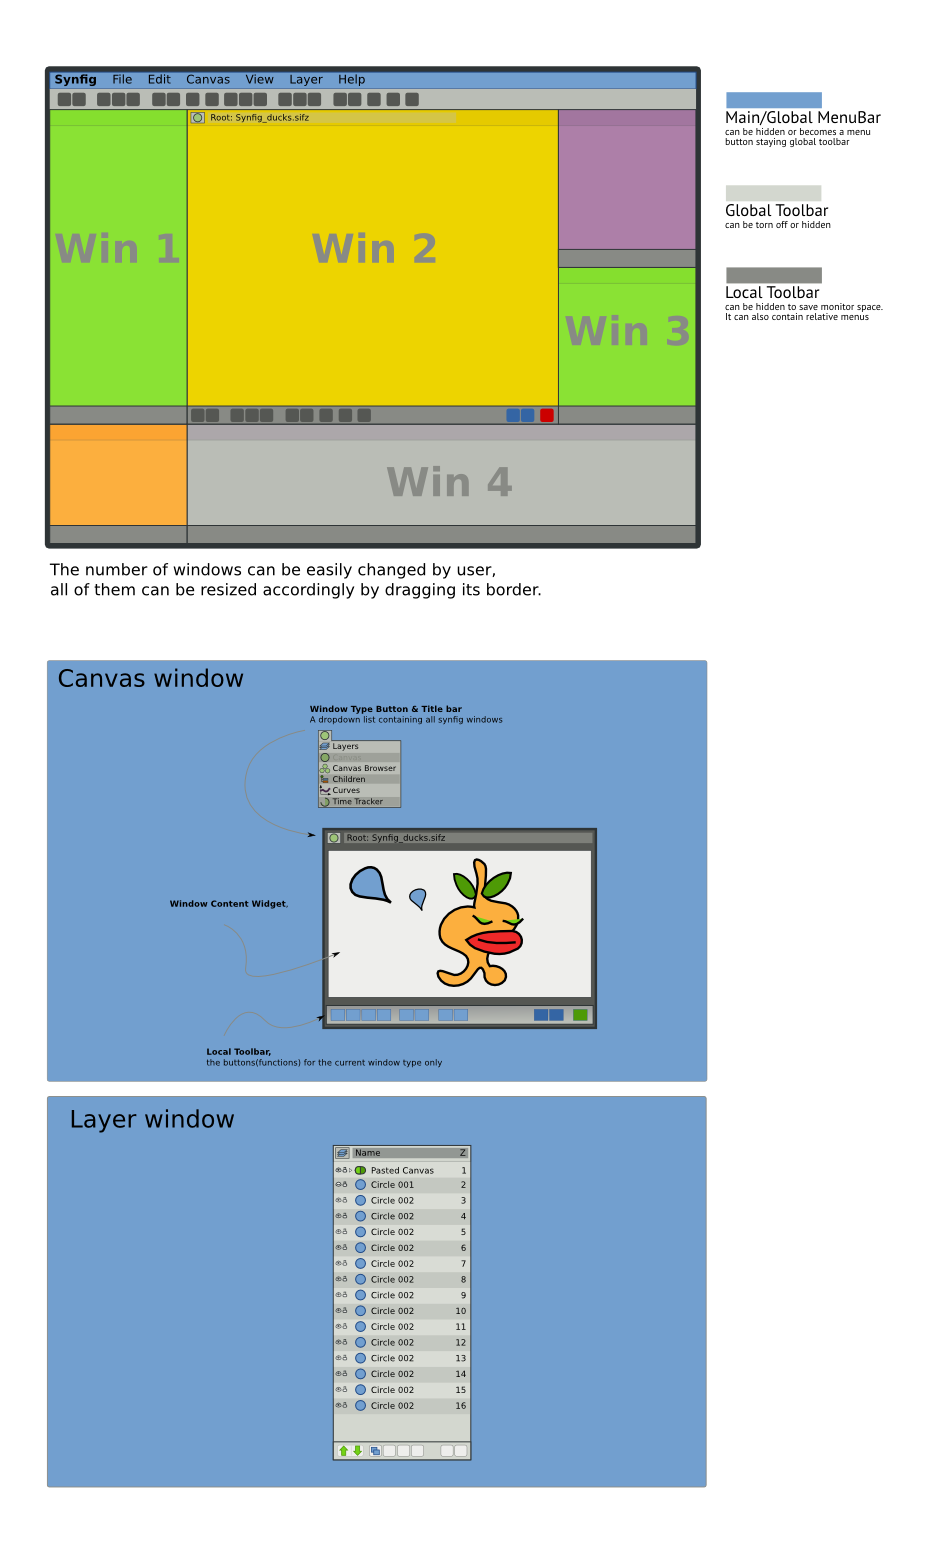 Synfig File Edit Canvas View Layer Help
Root: Synfig_ducks.sifz
Win 1
Win 2
Win 3
Win 4
Main/Global MenuBar
can be hidden or becomes a menu
button staying global toolbar
Global Toolbar
can be torn off or hidden
Local Toolbar
can be hidden to save monitor space.
It can also contain relative menus
The number of windows can be easily changed by user,
all of them can be resized accordingly by dragging its border.
Canvas window
Window Type Button & Title bar
A dropdown list containing all synfig windows
Layers
Canvas
Canvas Browser
Children
Curves
Time Tracker
Root: Synfig_ducks.sifz
Window Content Widget,
Local Toolbar,
the buttons(functions) for the current window type only
Layer window
Name Z
Pasted Canvas 1
Circle 001 2
Circle 002 3
Circle 002 4
Circle 002 5
Circle 002 6
Circle 002 7
Circle 002 8
Circle 002 9
Circle 002 10
Circle 002 11
Circle 002 12
Circle 002 13
Circle 002 14
Circle 002 15
Circle 002 16